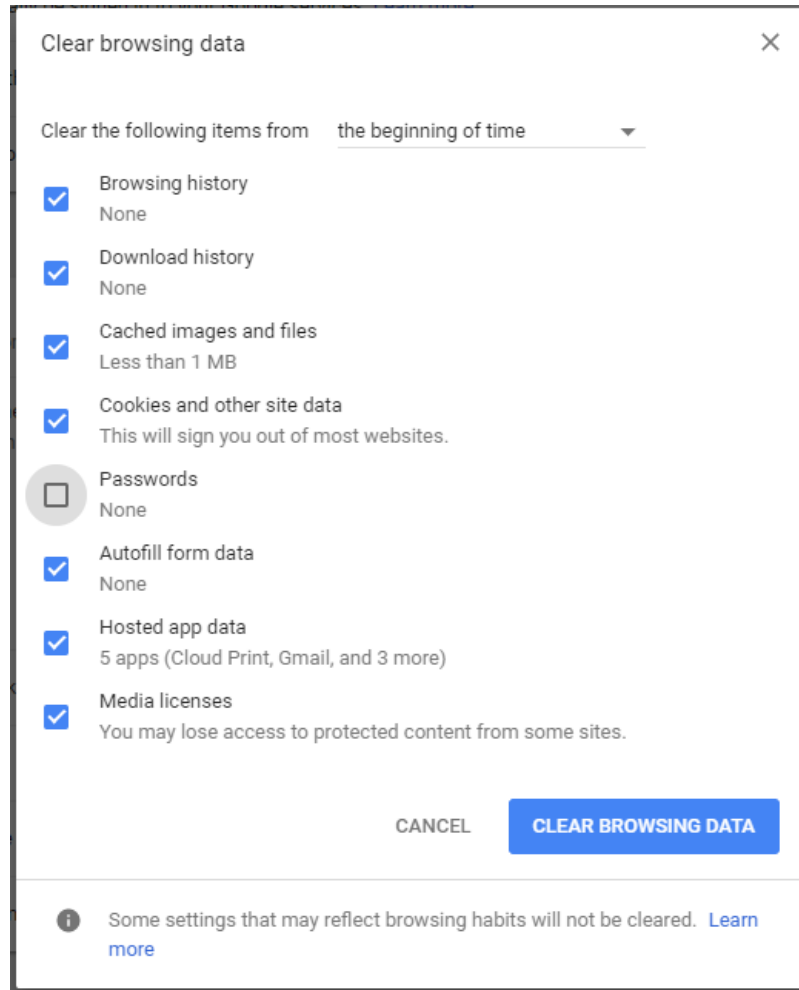 Clear browsing data
Clear the following items from the beginning of time
Browsing history
None
Download history
None
Cached images and files
Less than 1 MB
Cookies and other site data
This will sign you out of most websites.
Passwords
None
Autofill form data
None
Hosted app data
5 apps (Cloud Print, Gmail, and 3 more)
Media licenses
You may lose access to protected content from some sites.
CANCEL CLEAR BROWSING DATA
Some settings that may reflect browsing habits will not be cleared. Learn
more